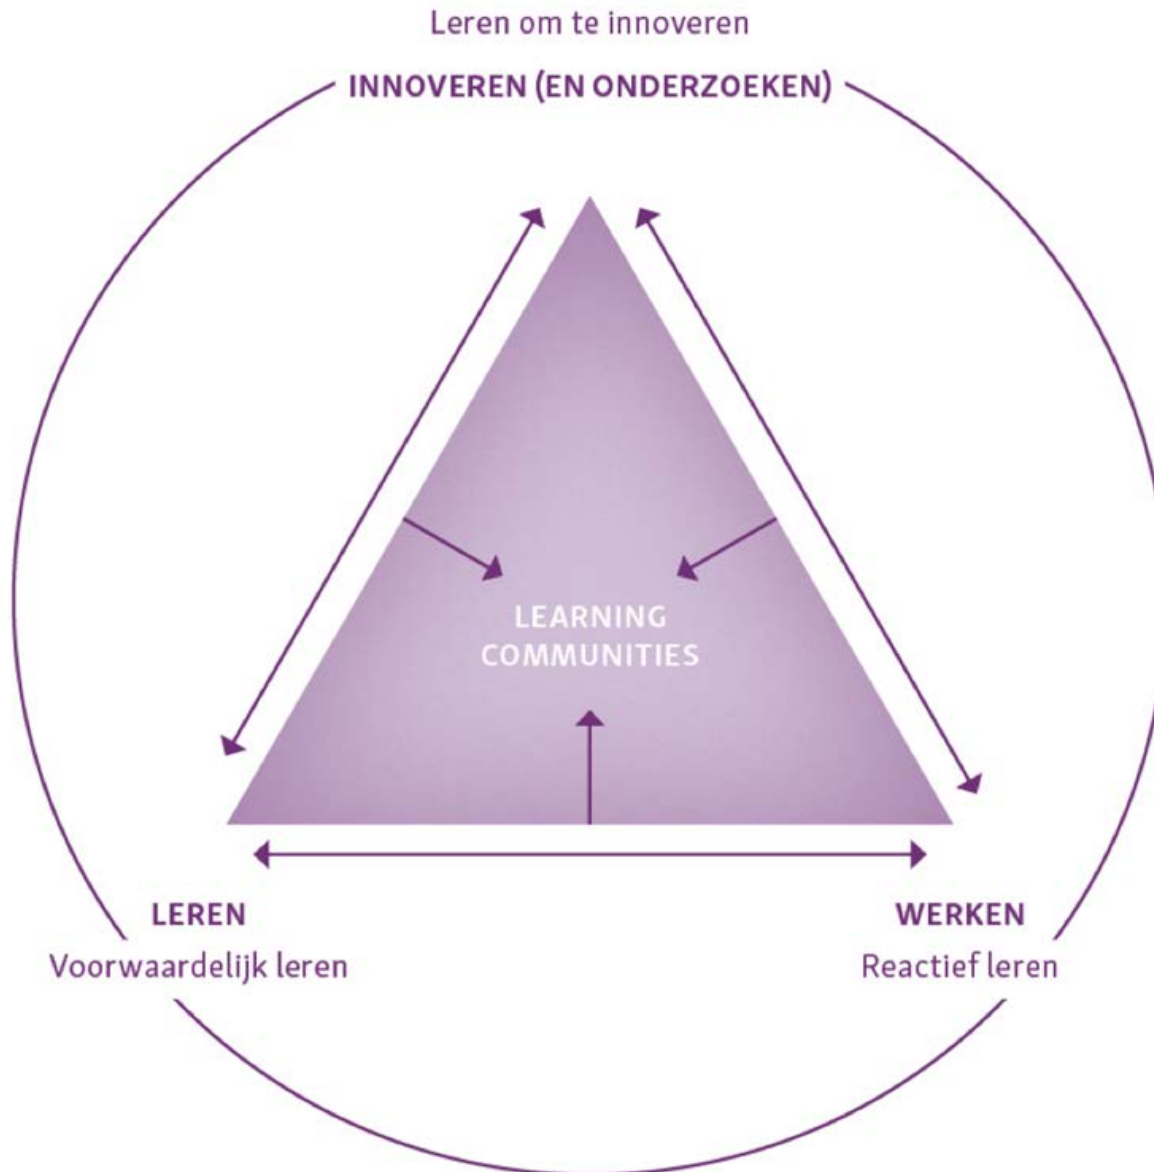 Leren om te innoveren
INNOVEREN (EN ONDERZOEKEN)
LEARNING
COMMUNITIES
LEREN
Voorwaardelijk leren
WERKEN
Reactief leren